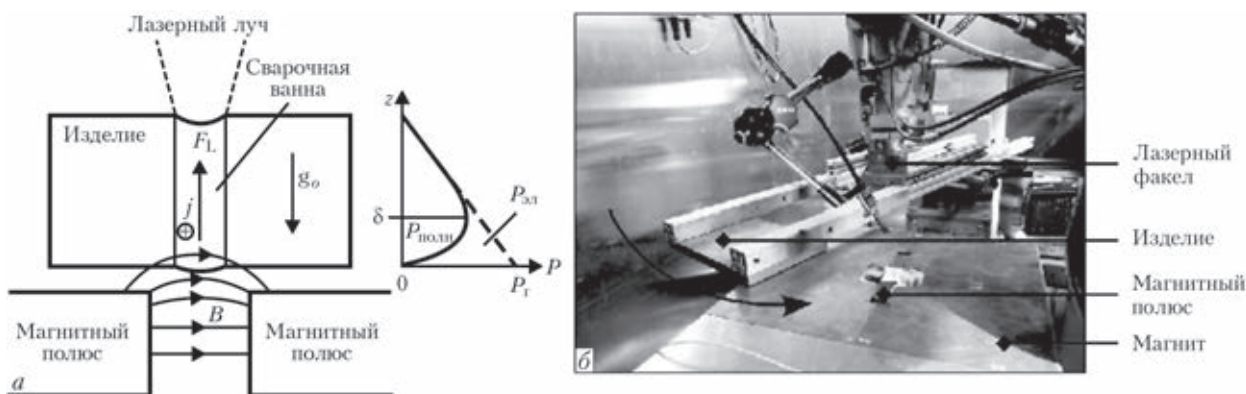 Лазерный луч
Сварочная
ванна
Изделие
F_L
g_o
j
B
Магнитный
полюс
Магнитный
полюс
а
z
δ
P_эл
P_полн
0
P_г
P
Лазерный
факел
Изделие
Магнитный
полюс
Магнит
б